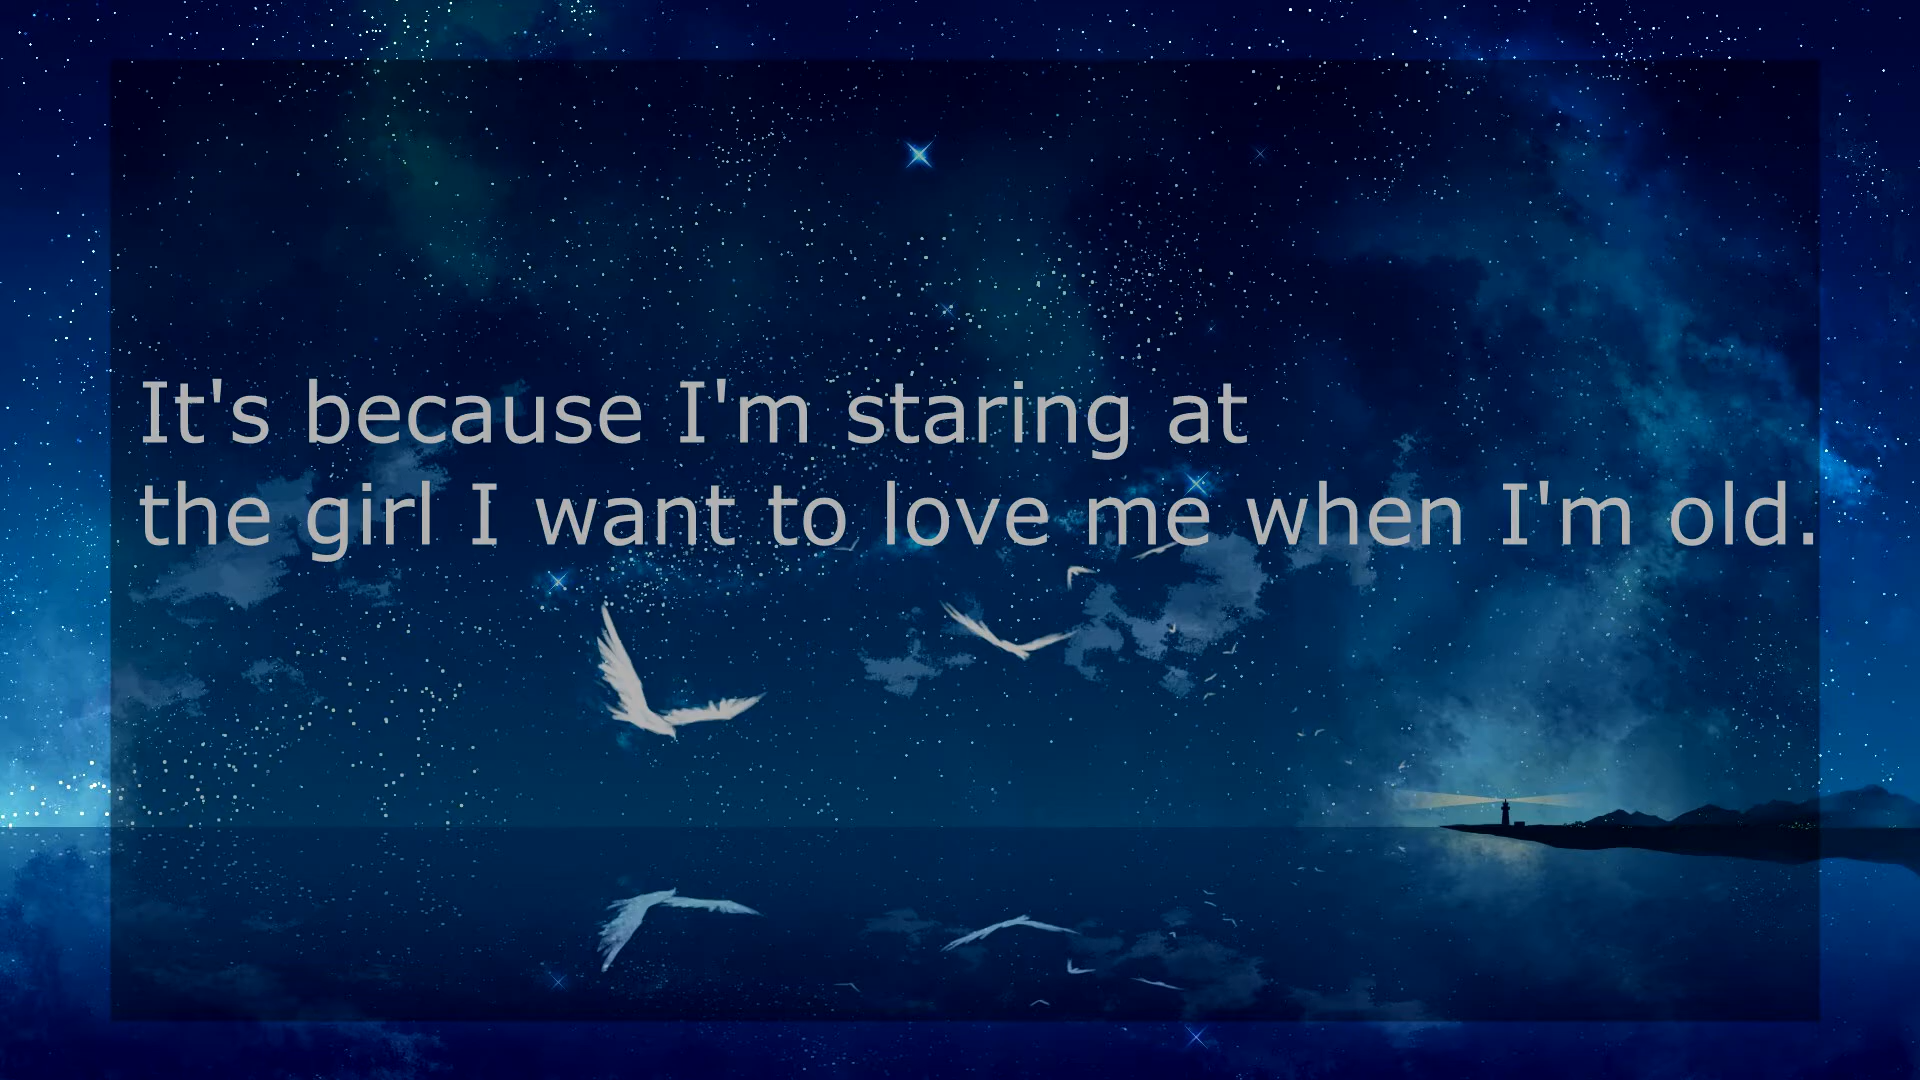 It's because I'm staring at
the girl I want to love me when I'm old.